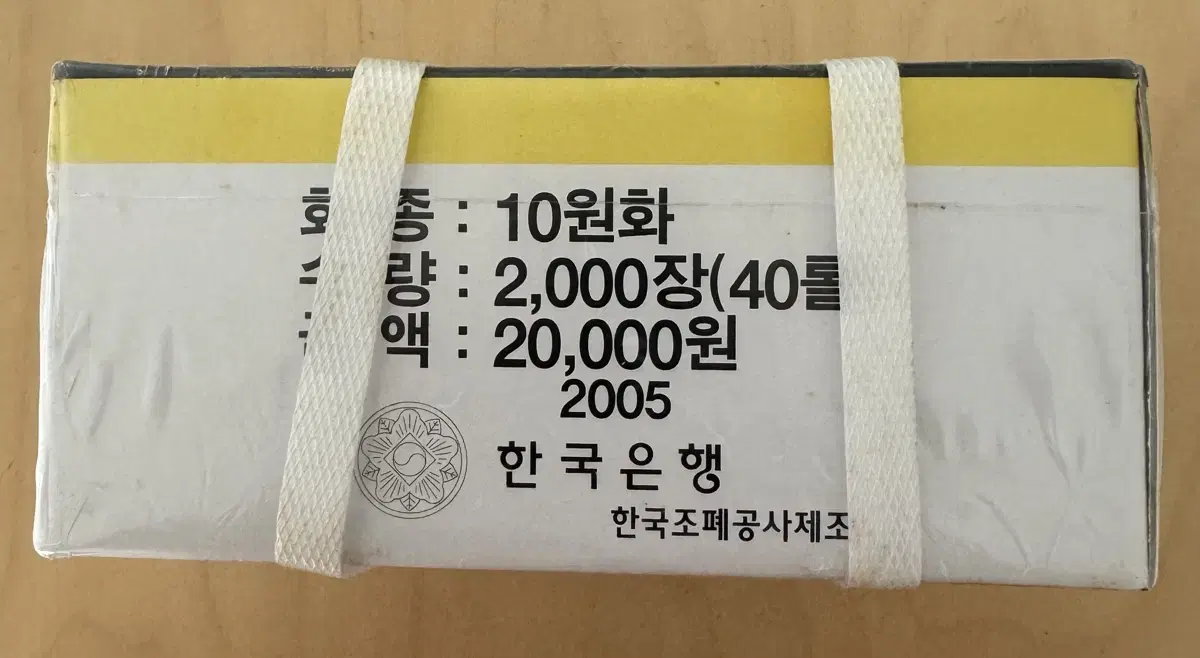 화종 : 10원화
수량 : 2,000장(40롤
금액 : 20,000원
2005
한국은행
한국조폐공사제조